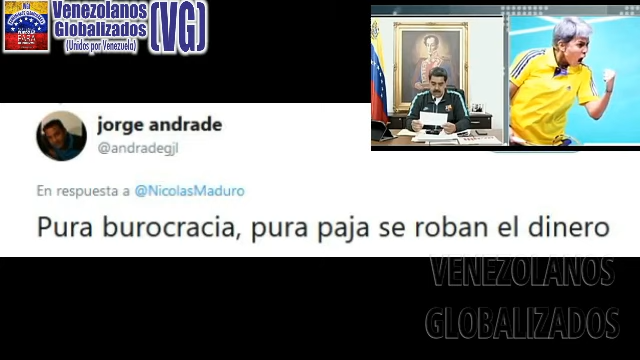 Venezolanos
Globalizados
(Unidos por Venezuela)
(VG)
jorge andrade
@andradegjl
En respuesta a @NicolasMaduro
Pura burocracia, pura paja se roban el dinero
VENEZOLANOS
GLOBALIZADOS